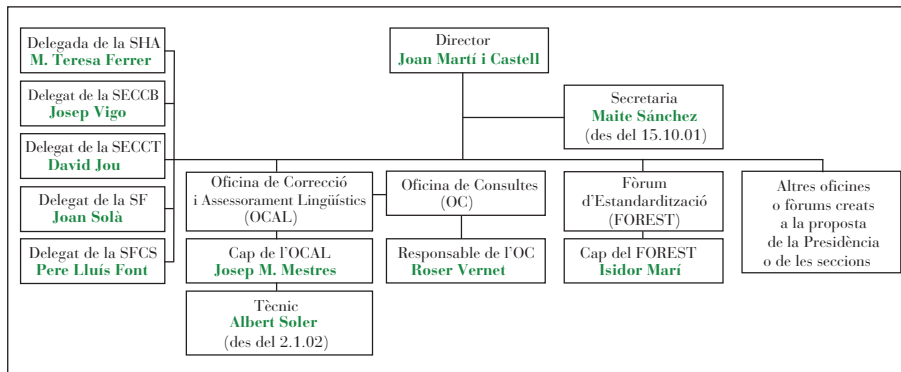 Delegada de la SHA
M. Teresa Ferrer
Delegat de la SECCB
Josep Vigo
Delegat de la SECCT
David Jou
Delegat de la SF
Joan Solà
Delegat de la SFCS
Pere Lluís Font
Director
Joan Martí i Castell
Secretaria
Maite Sánchez
(des del 15.10.01)
Oficina de Correcció
i Assessorament Lingüístics
(OCAL)
Cap de l'OCAL
Josep M. Mestres
Tècnic
Albert Soler
(des del 2.1.02)
Oficina de Consultes
(OC)
Responsable de l'OC
Roser Vernet
Fòrum
d'Estandardització
(FOREST)
Cap del FOREST
Isidor Marí
Altres oficines
o fòrums creats
a la proposta
de la Presidència
o de les seccions